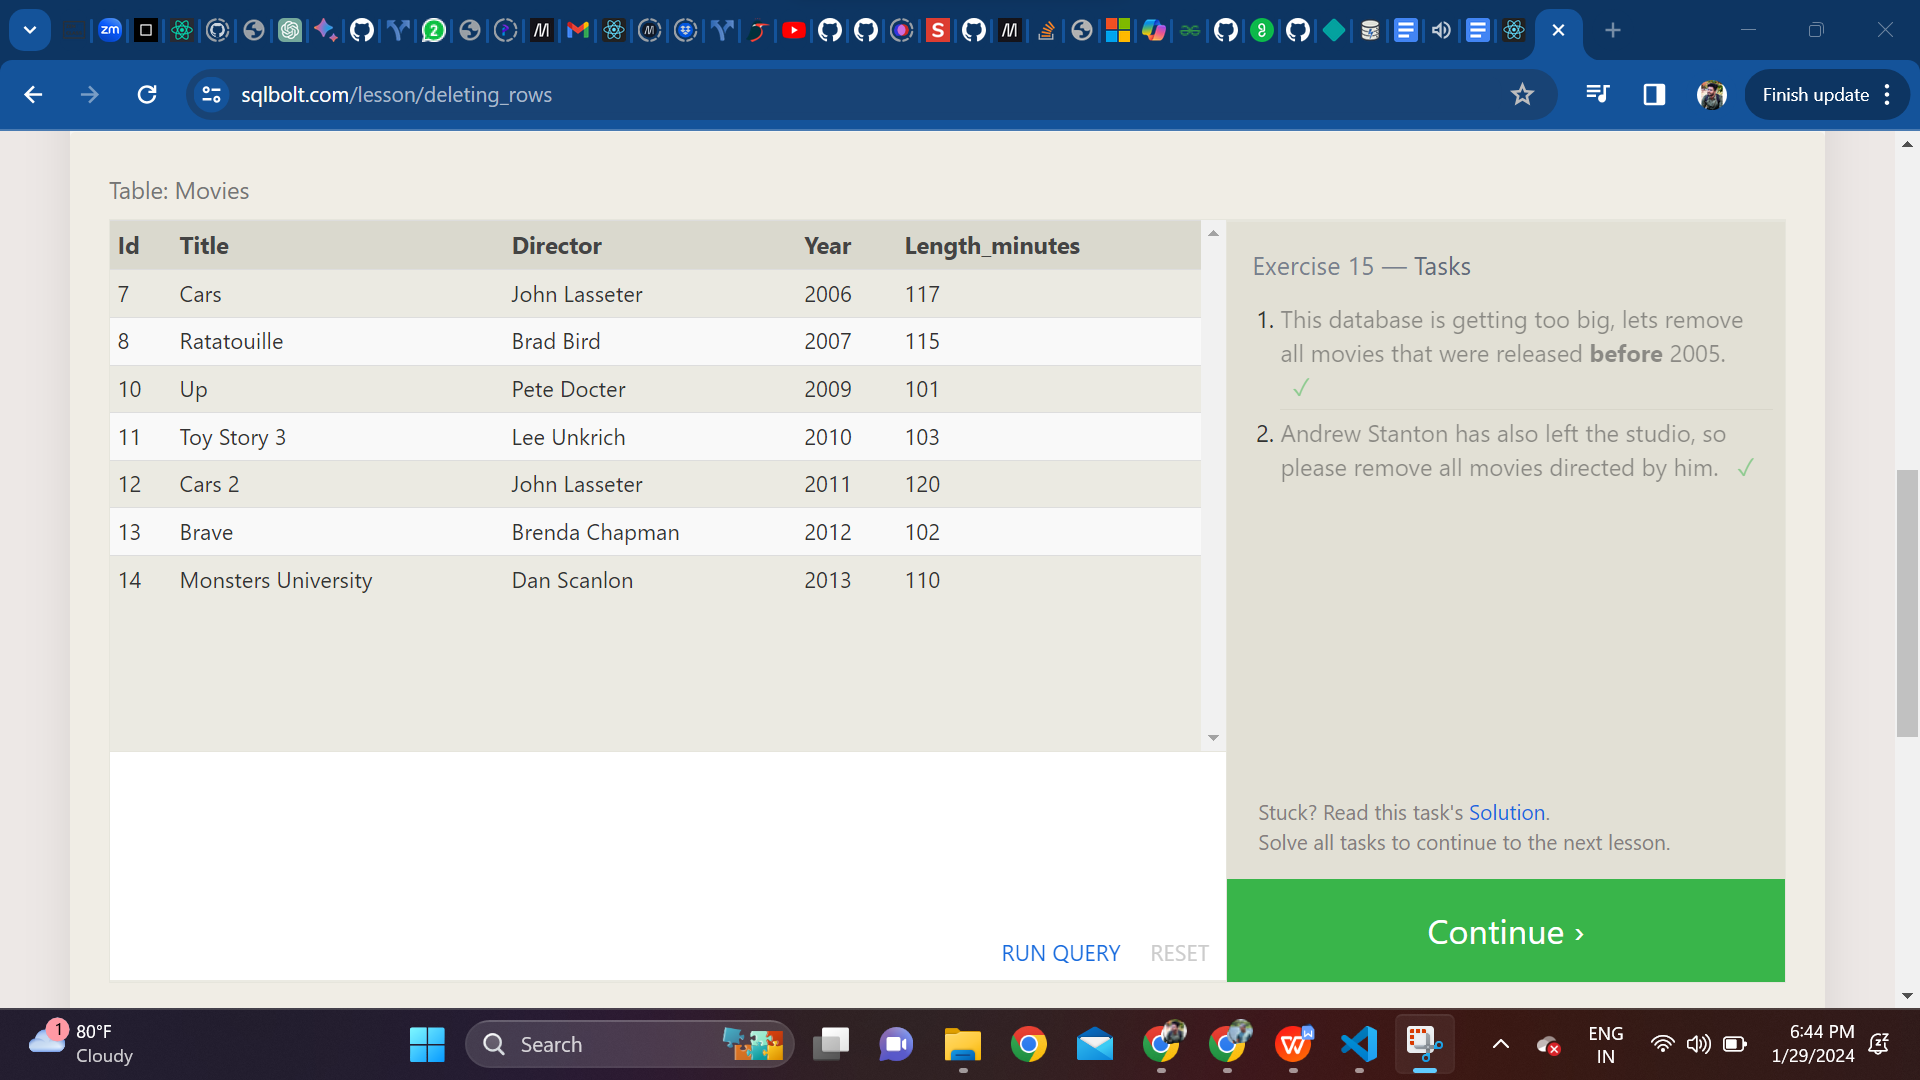 zm
2
M
M
S
M
sqlbolt.com/lesson/deleting_rows
Finish update
Table: Movies
Id Title Director Year Length_minutes
7 Cars John Lasseter 2006 117
8 Ratatouille Brad Bird 2007 115
10 Up Pete Docter 2009 101
11 Toy Story 3 Lee Unkrich 2010 103
12 Cars 2 John Lasseter 2011 120
13 Brave Brenda Chapman 2012 102
14 Monsters University Dan Scanlon 2013 110
RUN QUERY RESET
Exercise 15 — Tasks
1. This database is getting too big, lets remove
all movies that were released before 2005.
✓
2. Andrew Stanton has also left the studio, so
please remove all movies directed by him. ✓
Stuck? Read this task's Solution.
Solve all tasks to continue to the next lesson.
Continue ›
1
80°F
Cloudy
Search
W
ENG
IN
6:44 PM
1/29/2024